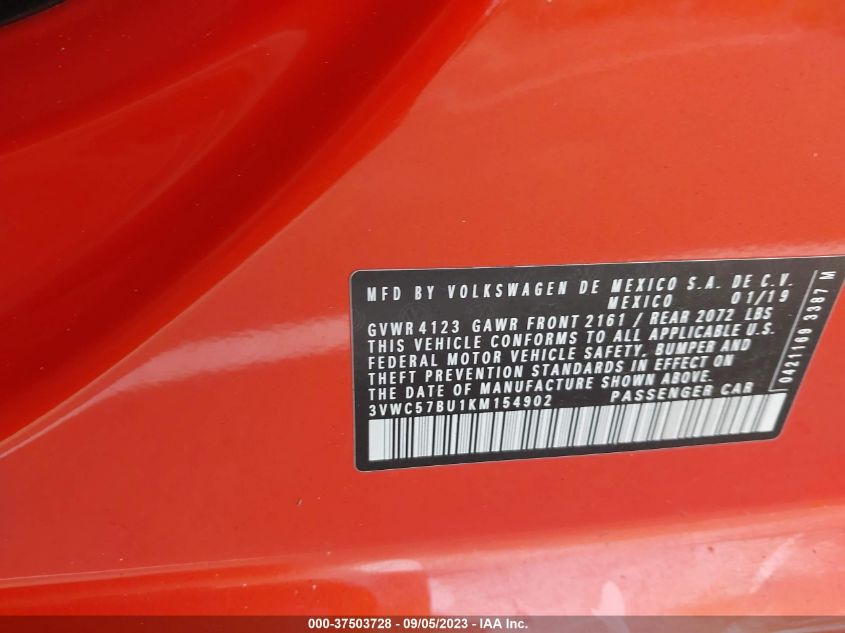 MFD BY VOLKSWAGEN DE MEXICO S.A. DE C.V.
MEXICO 01/19
GVWR 4123 GAWR FRONT 2161 / REAR 2072 LBS
THIS VEHICLE CONFORMS TO ALL APPLICABLE U.S.
FEDERAL MOTOR VEHICLE SAFETY, BUMPER AND
THEFT PREVENTION STANDARDS IN EFFECT ON
THE DATE OF MANUFACTURE SHOWN ABOVE.
3VWC57BU1KM154902 PASSENGER CAR
0421169 3387 M
000-37503728 - 09/05/2023 - IAA Inc.